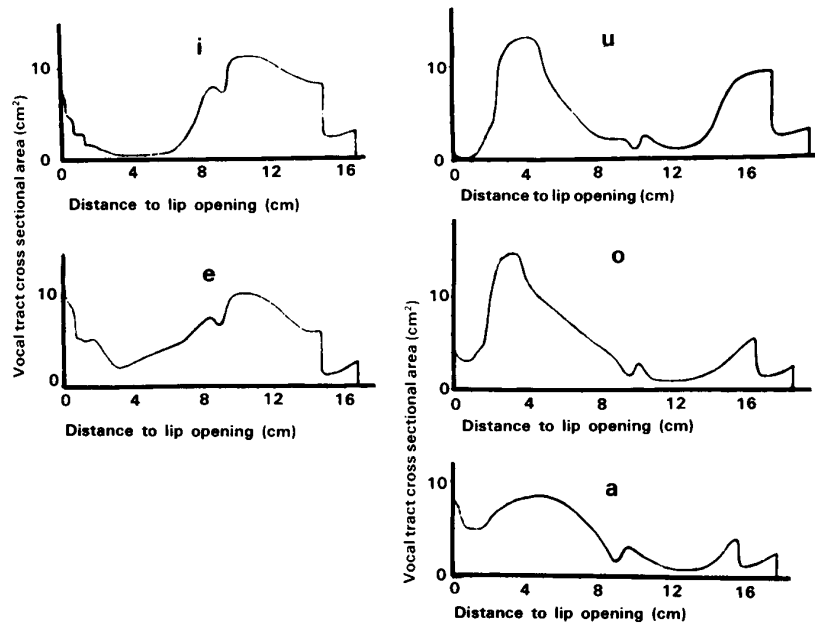 Vocal tract cross sectional area (cm²)
i
10
0
0 4 8 12 16
Distance to lip opening (cm)
e
10
0
0 4 8 12 16
Distance to lip opening (cm)
Vocal tract cross sectional area (cm²)
u
10
0
0 4 8 12 16
Distance to lip opening (cm)
o
10
0
0 4 8 12 16
Distance to lip opening (cm)
a
10
0
0 4 8 12 16
Distance to lip opening (cm)